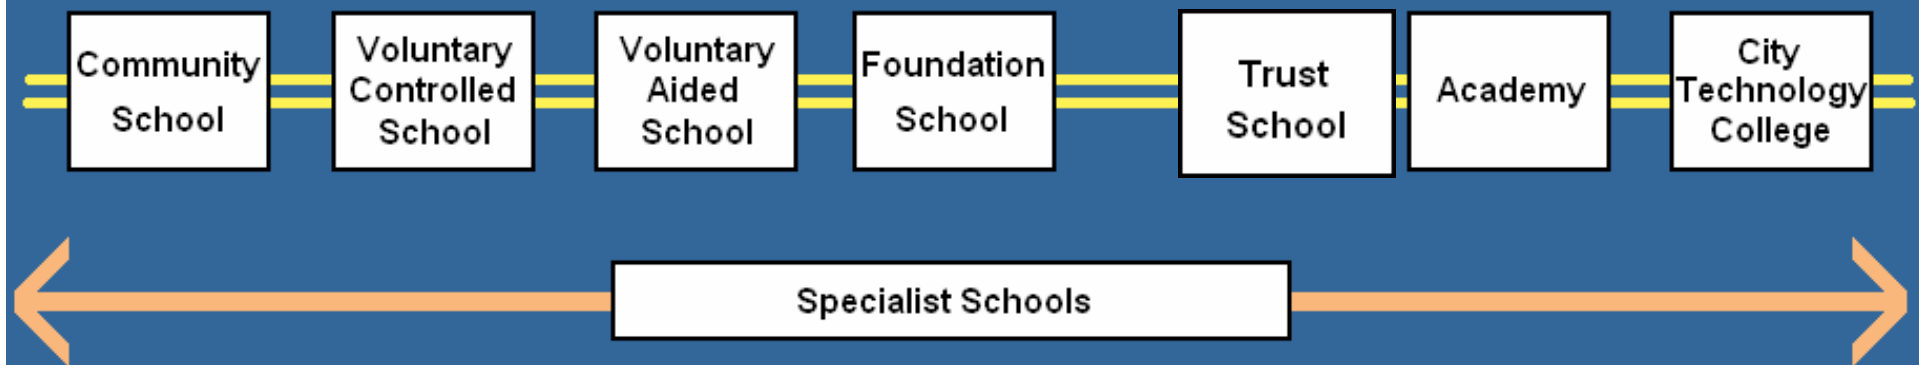 Community
School
Voluntary
Controlled
School
Voluntary
Aided
School
Foundation
School
Trust
School
Academy
City
Technology
College
Specialist Schools